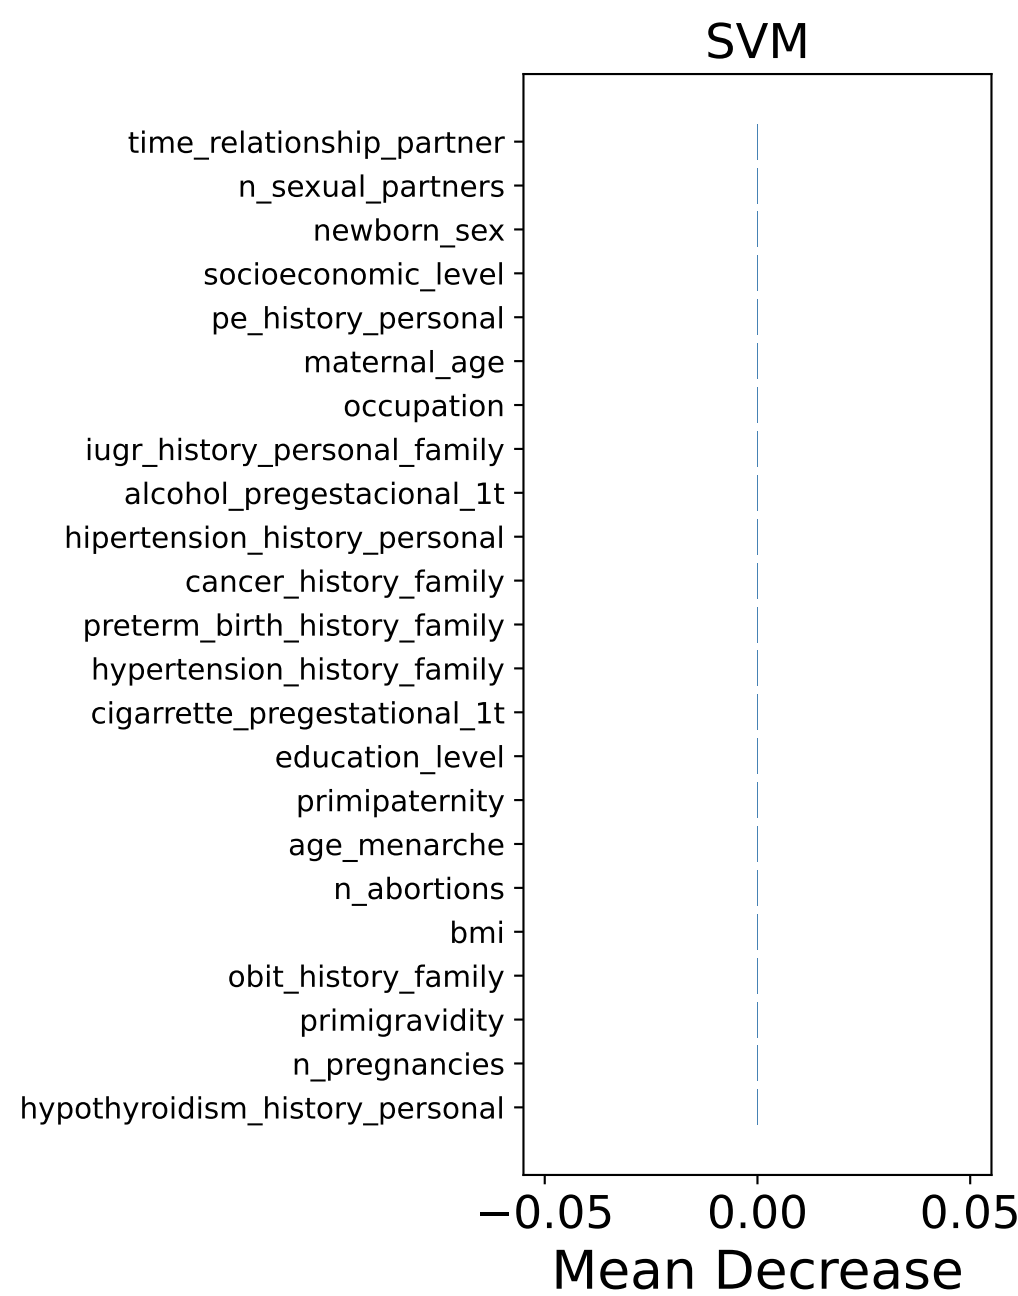 SVM
time_relationship_partner
n_sexual_partners
newborn_sex
socioeconomic_level
pe_history_personal
maternal_age
occupation
iugr_history_personal_family
alcohol_pregestacional_1t
hipertension_history_personal
cancer_history_family
preterm_birth_history_family
hypertension_history_family
cigarrette_pregestational_1t
education_level
primipaternity
age_menarche
n_abortions
bmi
obit_history_family
primigravidity
n_pregnancies
hypothyroidism_history_personal
−0.05 0.00 0.05
Mean Decrease